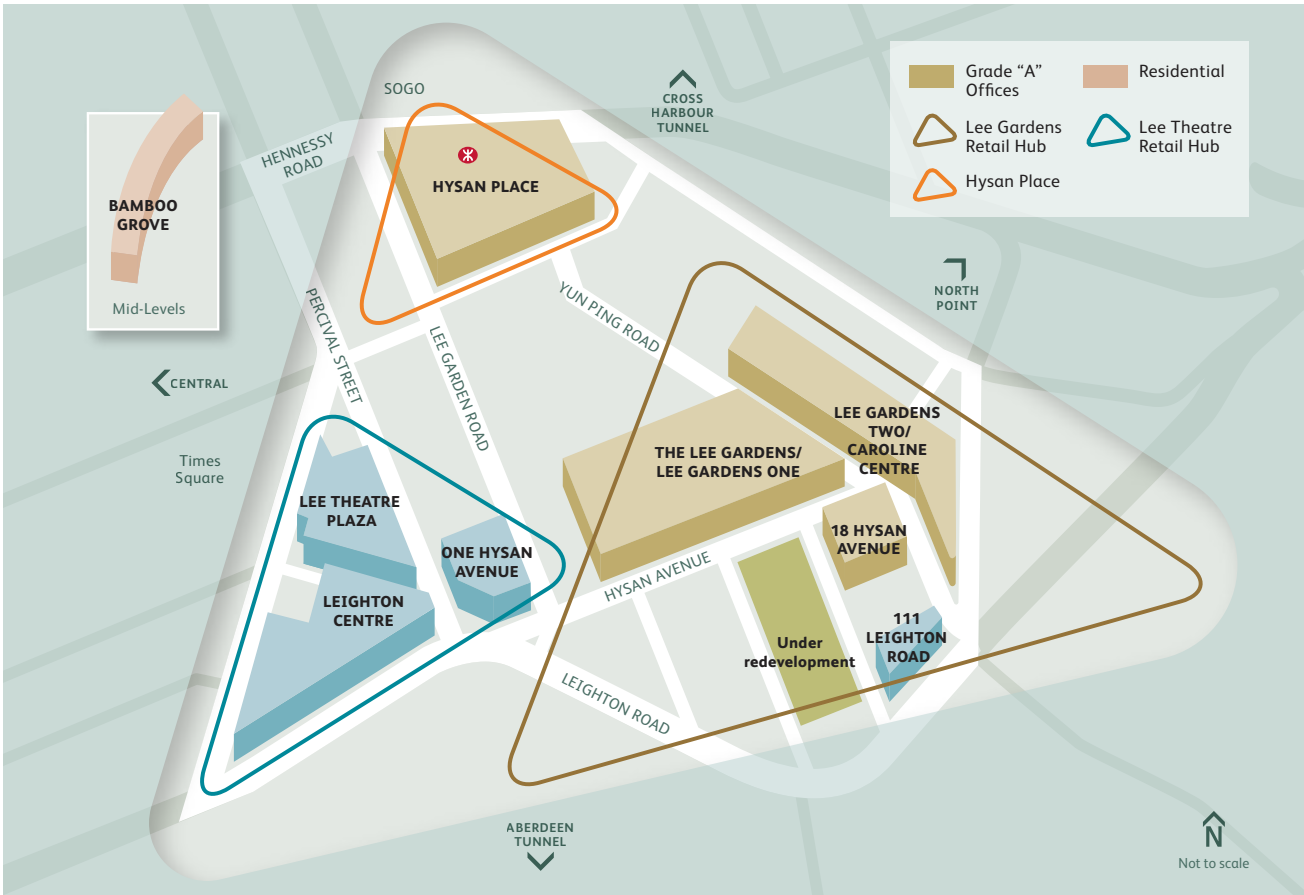 SOGO
CROSS
HARBOUR
TUNNEL
Grade “A”
Offices
Residential
Lee Gardens
Retail Hub
Lee Theatre
Retail Hub
Hysan Place
HENNESSY
ROAD
HYSAN PLACE
BAMBOO
GROVE
Mid-Levels
NORTH
POINT
YUN PING ROAD
PERCIVAL STREET
LEE GARDEN ROAD
CENTRAL
Times
Square
LEE GARDENS
TWO/
CAROLINE
CENTRE
THE LEE GARDENS/
LEE GARDENS ONE
LEE THEATRE
PLAZA
ONE HYSAN
AVENUE
18 HYSAN
AVENUE
HYSAN AVENUE
LEIGHTON
CENTRE
111
LEIGHTON
ROAD
Under
redevelopment
LEIGHTON ROAD
ABERDEEN
TUNNEL
N
Not to scale